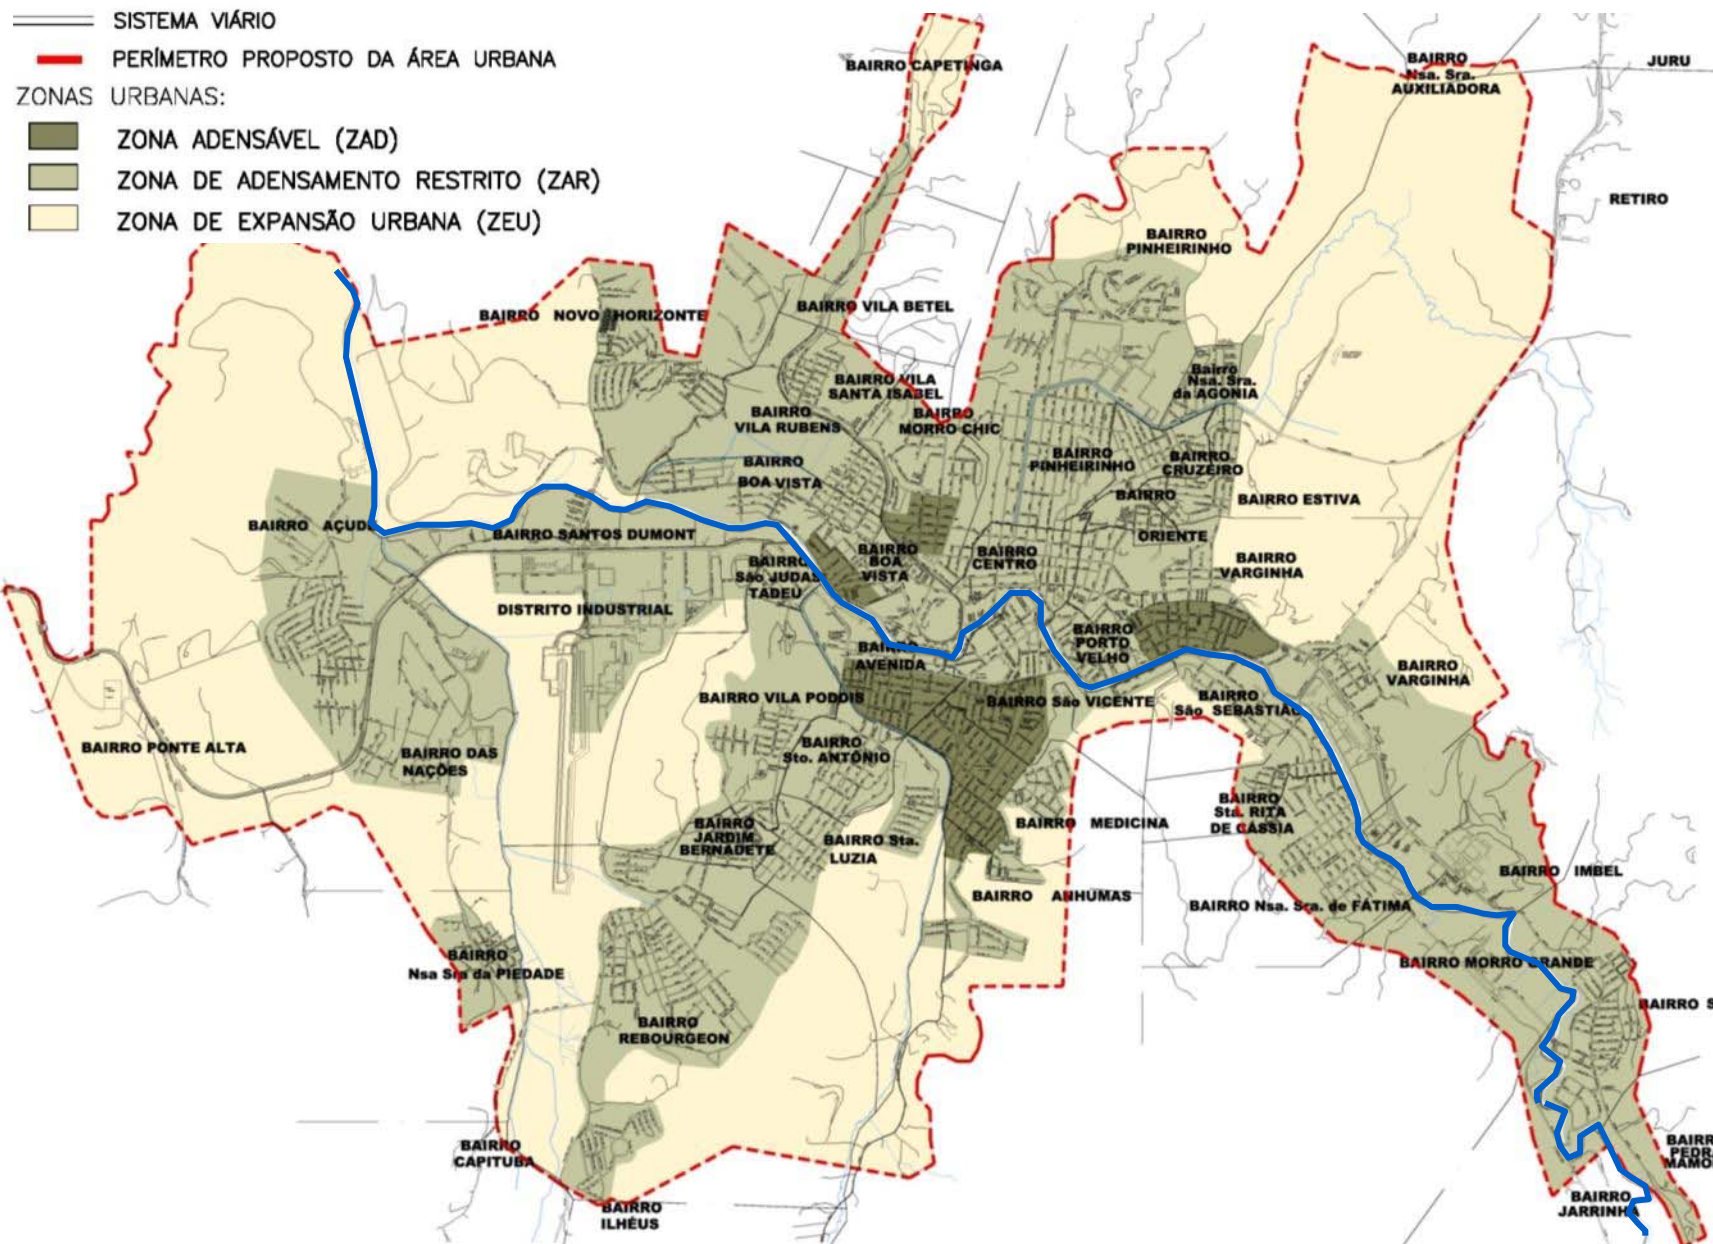 SISTEMA VIÁRIO
PERÍMETRO PROPOSTO DA ÁREA URBANA
ZONAS URBANAS:
ZONA ADENSÁVEL (ZAD)
ZONA DE ADENSAMENTO RESTRITO (ZAR)
ZONA DE EXPANSÃO URBANA (ZEU)
BAIRRO CAPETINGA
BAIRRO
Nsa. Sra.
AUXILIADORA
JURU
RETIRO
BAIRRO
PINHEIRINHO
BAIRRO NOVO HORIZONTE
BAIRRO VILA BETEL
BAIRRO VILA
SANTA ISABEL
Bairro
Nsa. Sra.
da AGONIA
BAIRRO
VILA RUBENS
BAIRRO
MORRO CHIC
BAIRRO
BOA VISTA
BAIRRO
PINHEIRINHO
BAIRRO
CRUZEIRO
BAIRRO
ORIENTE
BAIRRO ESTIVA
BAIRRO AÇUDE
BAIRRO SANTOS DUMONT
BAIRRO
BOA
VISTA
BAIRRO
CENTRO
BAIRRO
VARGINHA
BAIRRO
São JUDAS
TADEU
DISTRITO INDUSTRIAL
BAIRRO
AVENIDA
BAIRRO
PORTO
VELHO
BAIRRO
VARGINHA
BAIRRO VILA PODDIS
BAIRRO São VICENTE
BAIRRO
São SEBASTIÃO
BAIRRO PONTE ALTA
BAIRRO DAS
NAÇÕES
BAIRRO
Sto. ANTÔNIO
BAIRRO
JARDIM
BERNADETE
BAIRRO Sta.
LUZIA
BAIRRO MEDICINA
BAIRRO
Sta. RITA
DE CÁSSIA
BAIRRO IMBEL
BAIRRO ANHUMAS
BAIRRO Nsa. Sra. de FÁTIMA
BAIRRO
Nsa Sra da PIEDADE
BAIRRO MORRO GRANDE
BAIRRO S
BAIRRO
REBOURGEON
BAIRRO
CAPITUBA
BAIRR
PEDR
MAMO
BAIRRO
ILHÉUS
BAIRRO
JARRINHA